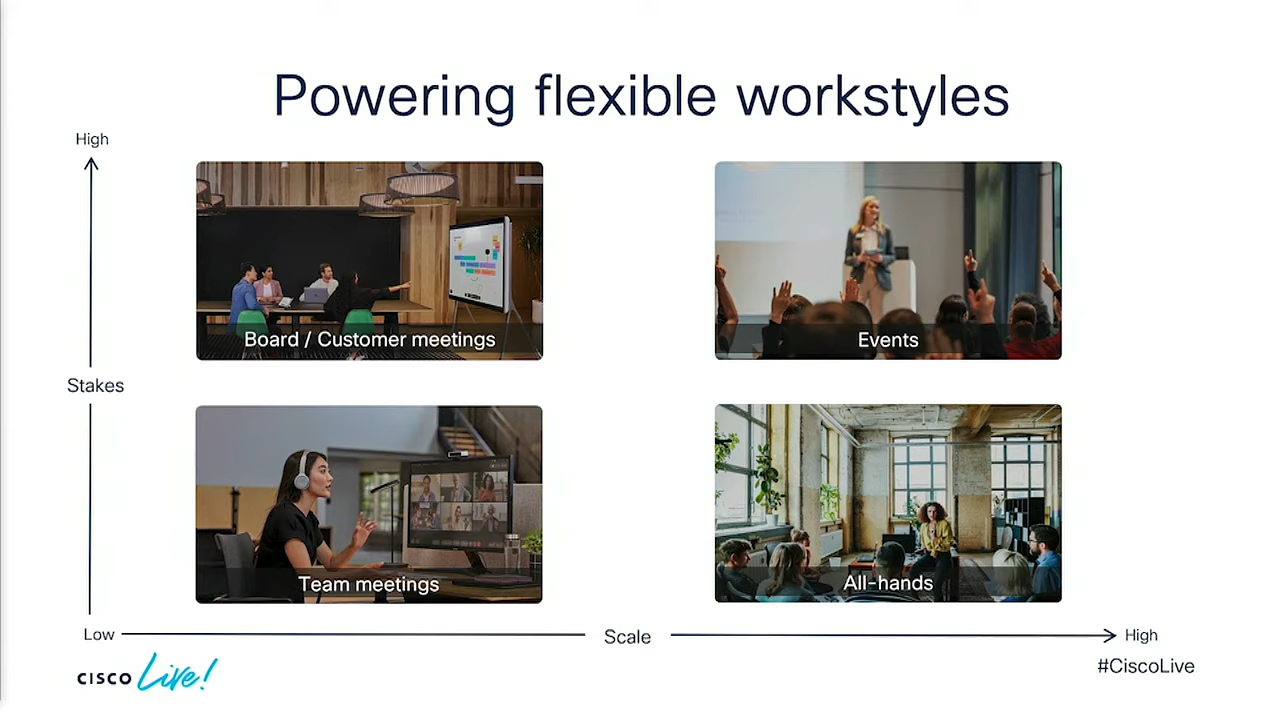 Powering flexible workstyles
High
Board / Customer meetings
Events
Stakes
Team meetings
All-hands
Low
Scale
High
CISCO Live!
#CiscoLive